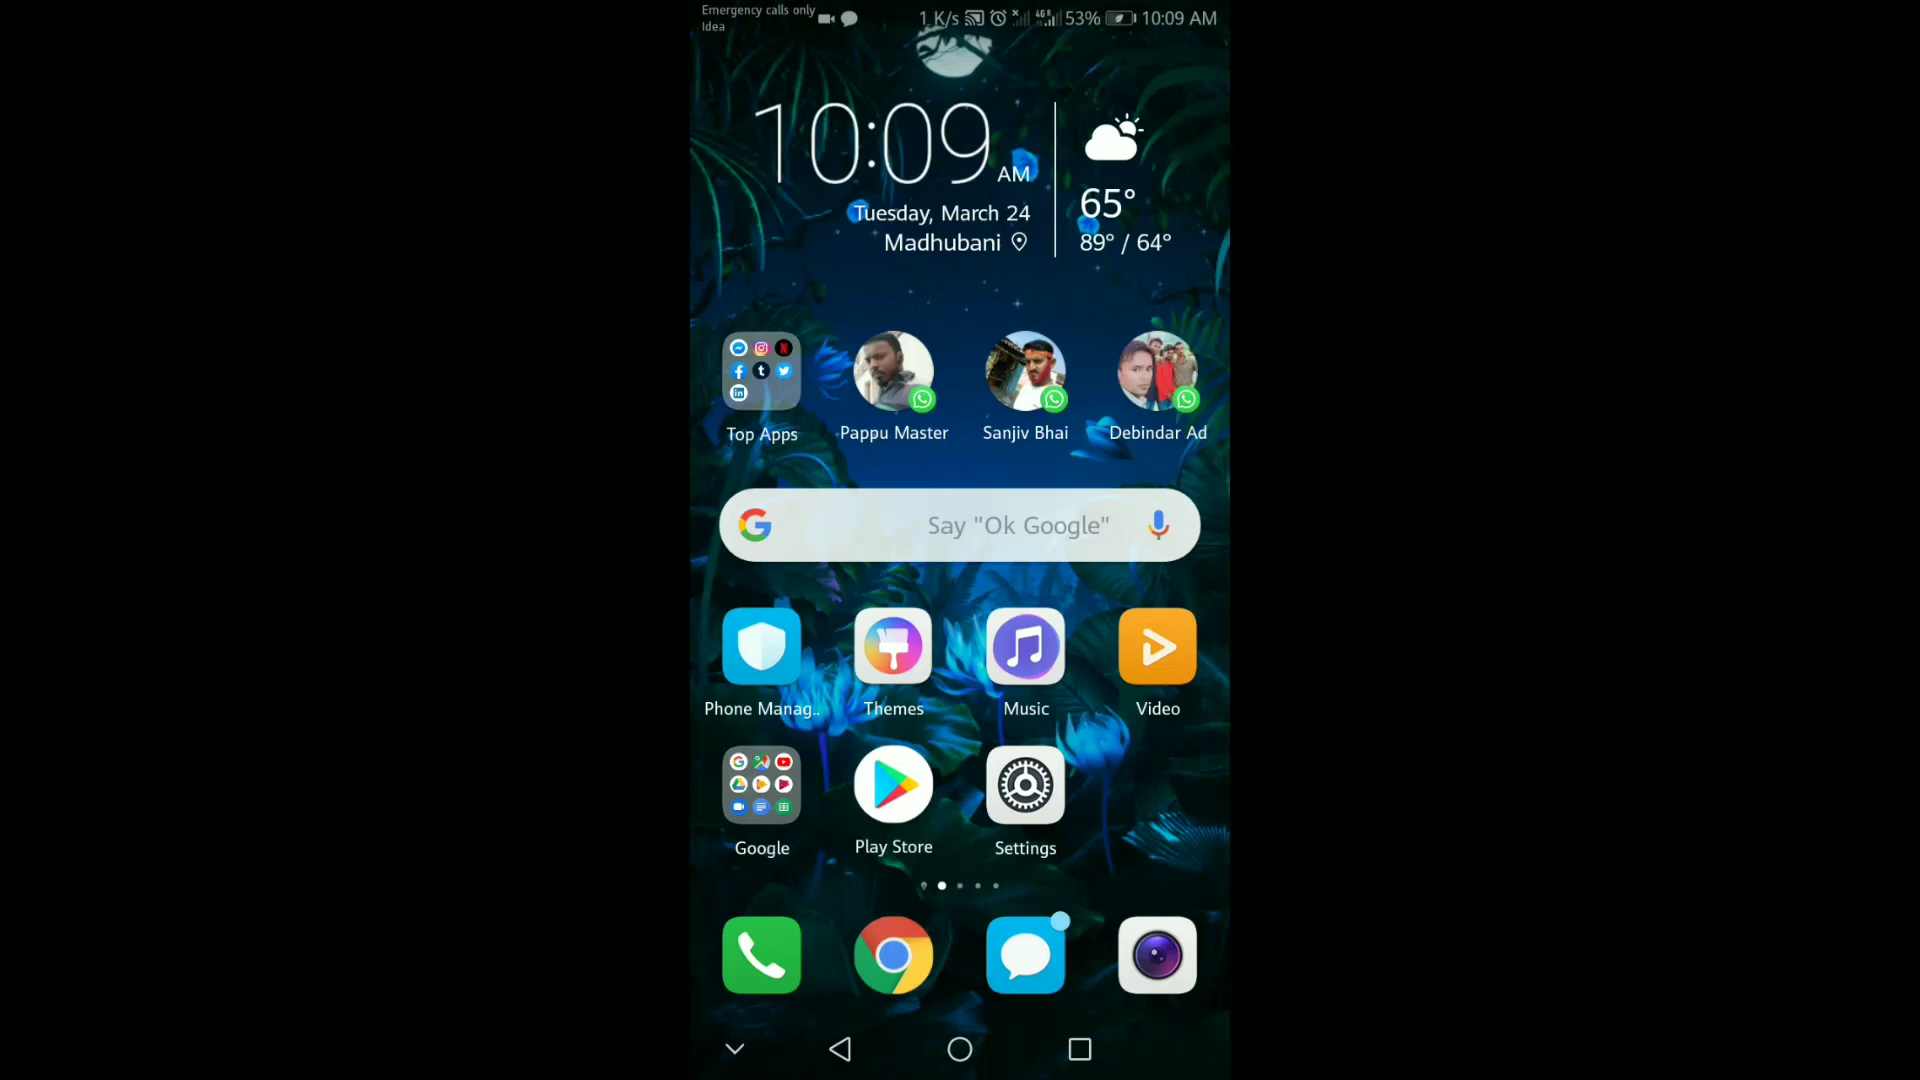 Emergency calls only
Idea
1 K/s 4G R 53% 10:09 AM
10:09 AM
Tuesday, March 24
Madhubani
65°
89° / 64°
Top Apps
Pappu Master
Sanjiv Bhai
Debindar Ad
Say "Ok Google"
Phone Manag..
Themes
Music
Video
Google
Play Store
Settings